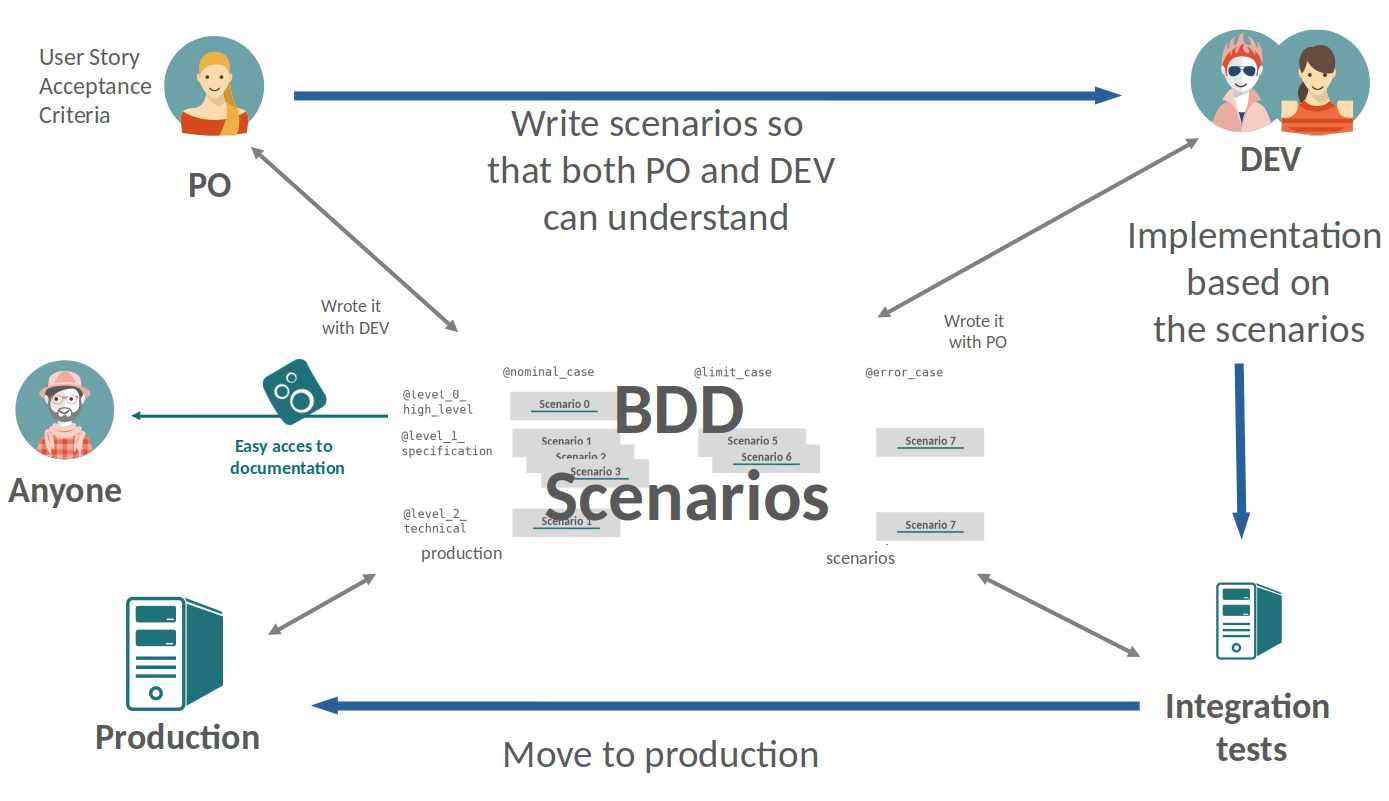 User Story
Acceptance
Criteria
PO
Write scenarios so
that both PO and DEV
can understand
DEV
Implementation
based on
the scenarios
Wrote it
with DEV
Wrote it
with PO
Anyone
Easy acces to
documentation
@nominal_case
@limit_case
@error_case
@level_0_
high_level
Scenario 0
BDD
@level_1_
specification
Scenario 1
Scenario 2
Scenario 3
Scenario 5
Scenario 6
Scenario 7
Scenarios
@level_2_
technical
Scenario 1
Scenario 7
production
scenarios
Production
Integration
tests
Move to production